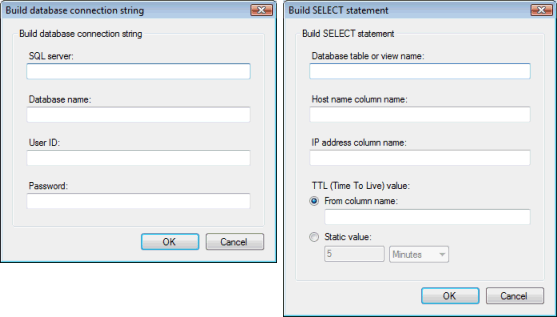 Build database connection string
Build database connection string
SQL server:
Database name:
User ID:
Password:
OK
Cancel
Build SELECT statement
Build SELECT statement
Database table or view name:
Host name column name:
IP address column name:
TTL (Time To Live) value:
From column name:
Static value:
5
Minutes
OK
Cancel